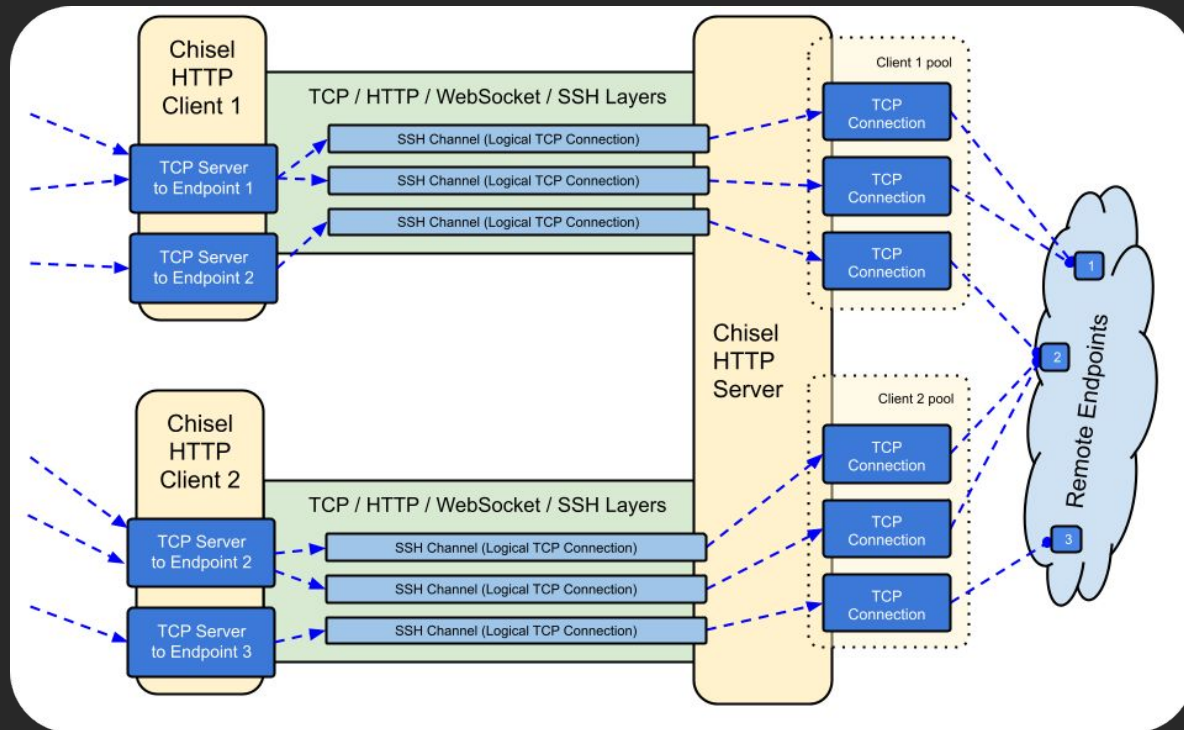 Chisel
HTTP
Client 1
TCP / HTTP / WebSocket / SSH Layers
SSH Channel (Logical TCP Connection)
SSH Channel (Logical TCP Connection)
SSH Channel (Logical TCP Connection)
TCP Server
to Endpoint 1
TCP Server
to Endpoint 2
Client 1 pool
TCP
Connection
TCP
Connection
TCP
Connection
Chisel
HTTP
Server
1
2
3
Remote Endpoints
Chisel
HTTP
Client 2
TCP / HTTP / WebSocket / SSH Layers
SSH Channel (Logical TCP Connection)
SSH Channel (Logical TCP Connection)
SSH Channel (Logical TCP Connection)
TCP Server
to Endpoint 2
TCP Server
to Endpoint 3
Client 2 pool
TCP
Connection
TCP
Connection
TCP
Connection